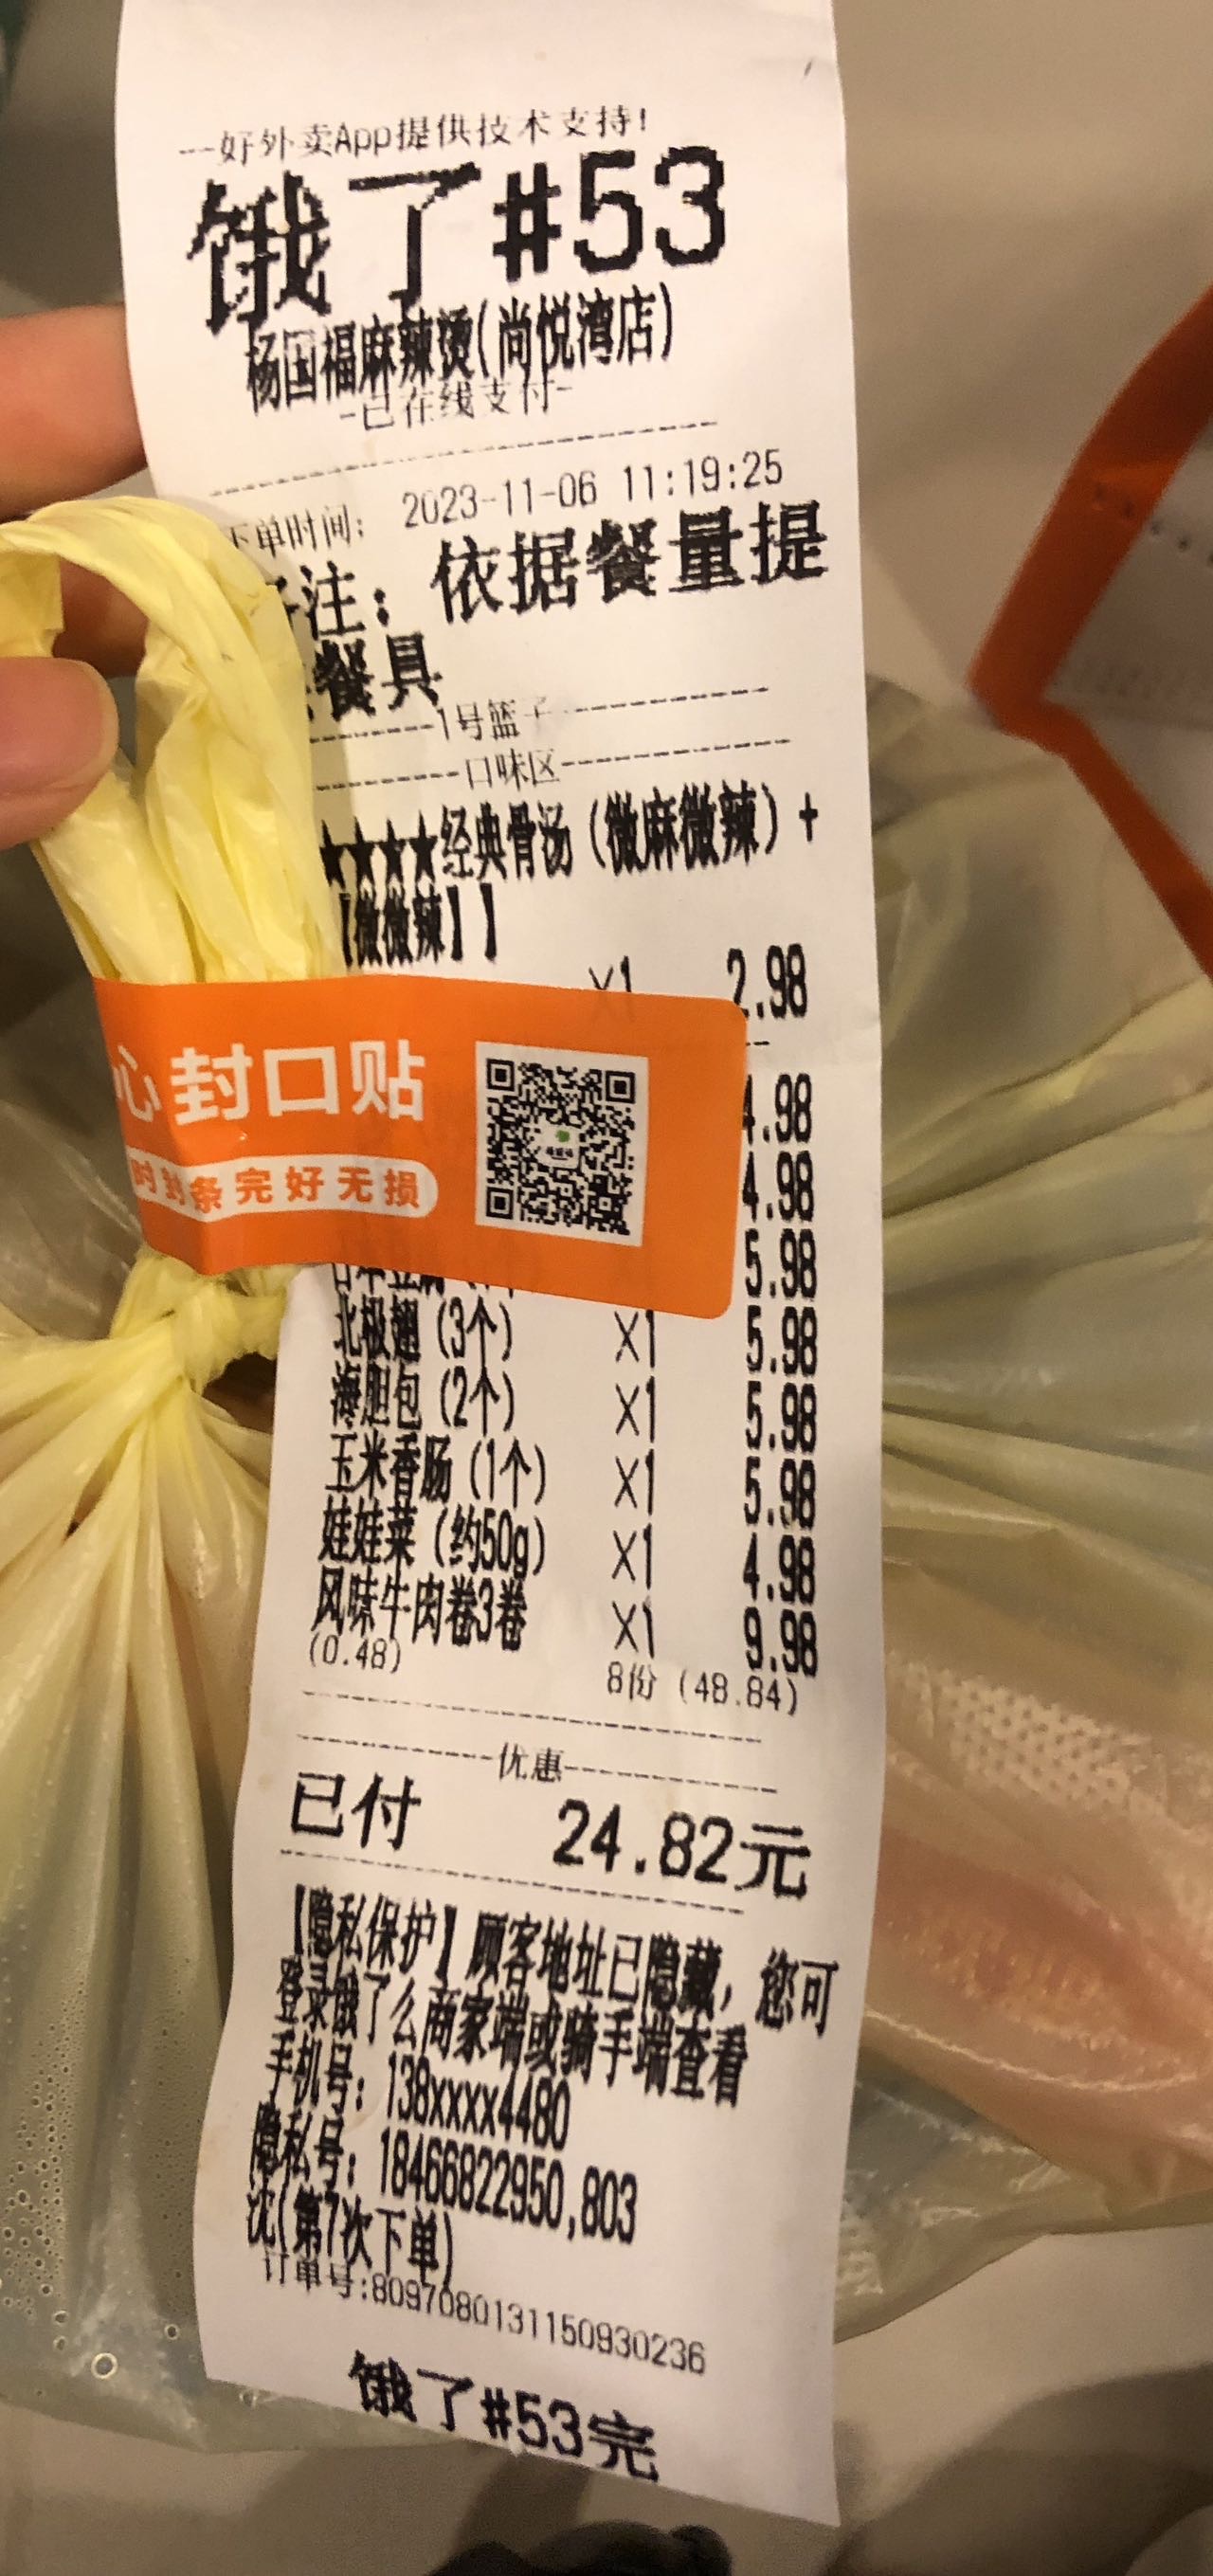 一好外卖App提供技术支持!
饿了#53
杨国福麻辣烫(尚悦湾店)
-已在线支付-
下单时间: 2023-11-06 11:19:25
备注: 依据餐量提
餐具
1号篮子
口味区
★★★★经典骨汤(微麻微辣)+
【微微辣】】
X1 2.98
心封口贴
时封条完好无损
4.98
4.98
5.98
北极翅(3个) X1 5.98
海胆包(2个) X1 5.98
玉米香肠(1个) X1 5.98
娃娃菜(约50g) X1 4.98
风味牛肉卷3卷 X1 9.98
(0.48)
8份 (48.84)
优惠
已付 24.82元
【隐私保护】顾客地址已隐藏, 您可
登录饿了么商家端或骑手端查看
手机号: 138xxxx4480
隐私号: 18466822950,803
沈(第7次下单)
订单号:8097080131150930236
饿了#53完